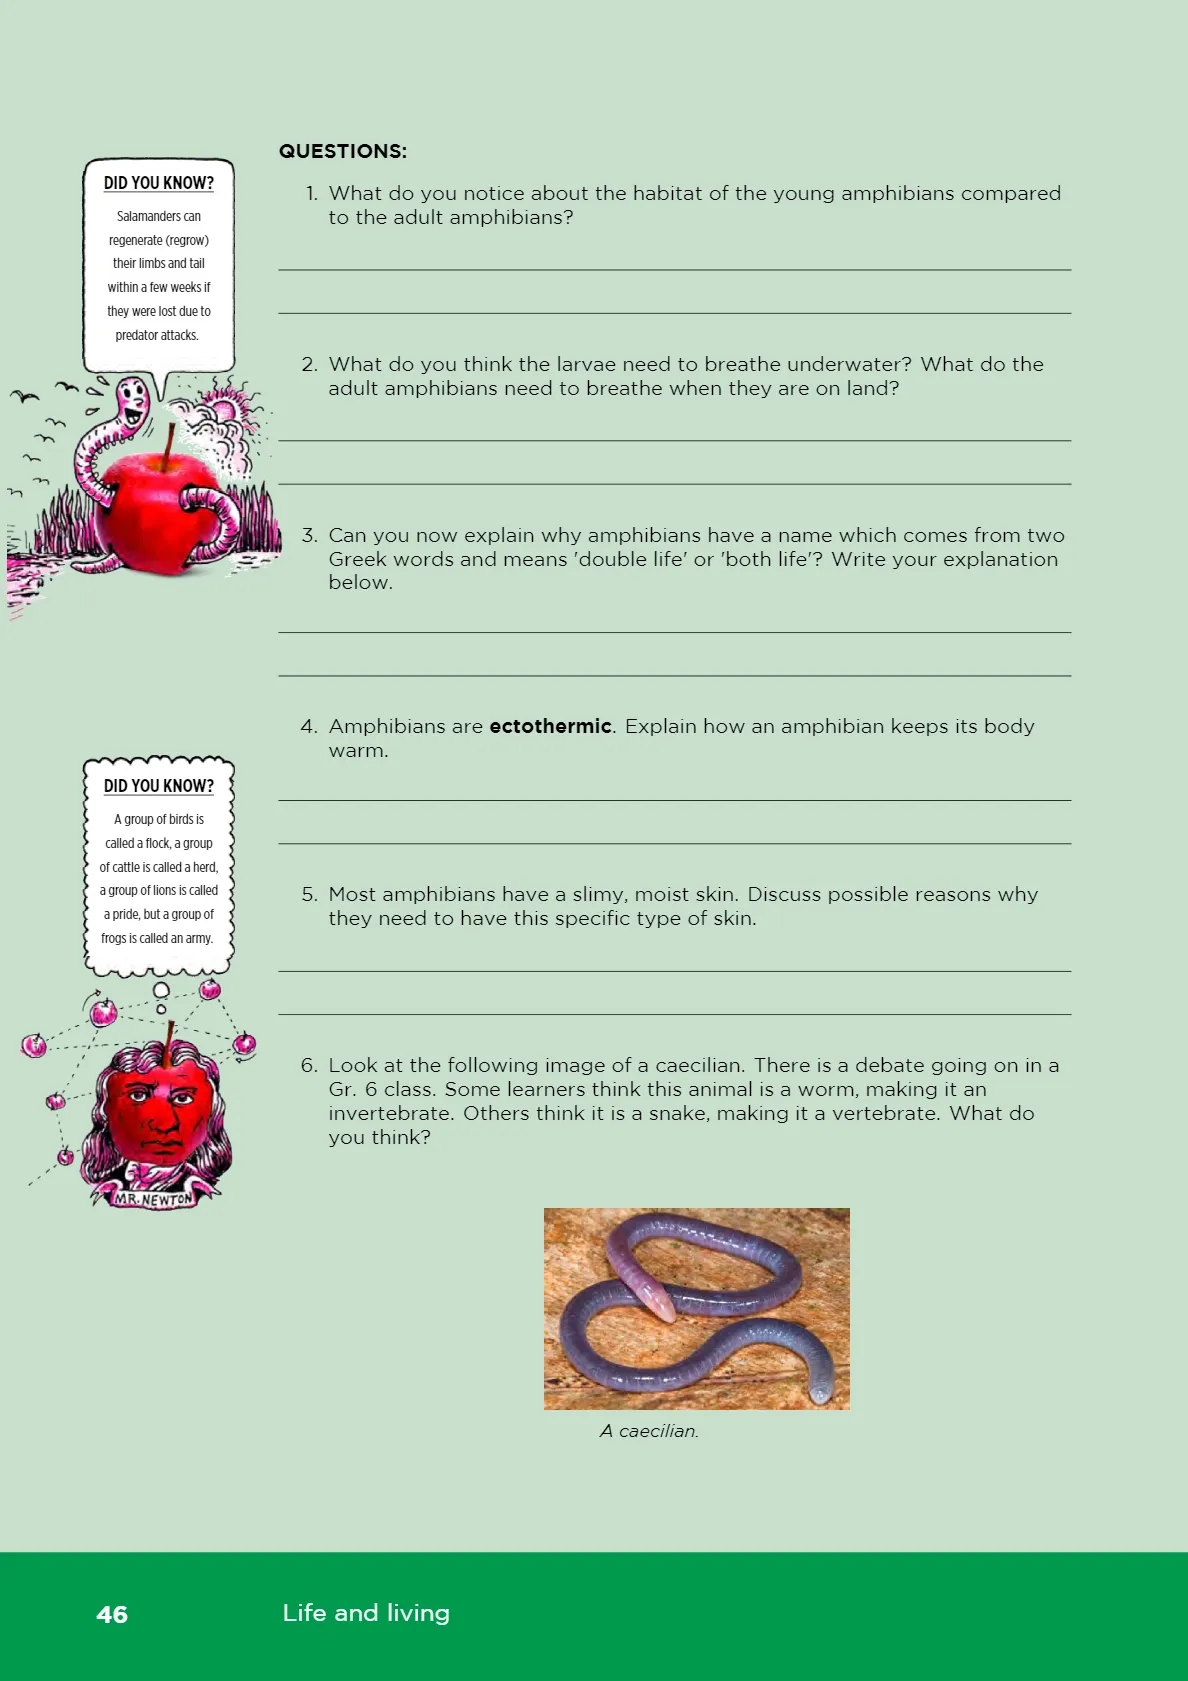 QUESTIONS:
1. What do you notice about the habitat of the young amphibians compared
to the adult amphibians?
2. What do you think the larvae need to breathe underwater? What do the
adult amphibians need to breathe when they are on land?
3. Can you now explain why amphibians have a name which comes from two
Greek words and means 'double life' or 'both life'? Write your explanation
below.
4. Amphibians are ectothermic. Explain how an amphibian keeps its body
warm.
5. Most amphibians have a slimy, moist skin. Discuss possible reasons why
they need to have this specific type of skin.
6. Look at the following image of a caecilian. There is a debate going on in a
Gr. 6 class. Some learners think this animal is a worm, making it an
invertebrate. Others think it is a snake, making it a vertebrate. What do
you think?
A caecilian.
DID YOU KNOW?
Salamanders can
regenerate (regrow)
their limbs and tail
within a few weeks if
they were lost due to
predator attacks.
DID YOU KNOW?
A group of birds is
called a flock, a group
of cattle is called a herd,
a group of lions is called
a pride, but a group of
frogs is called an army.
MR. NEWTON
46
Life and living